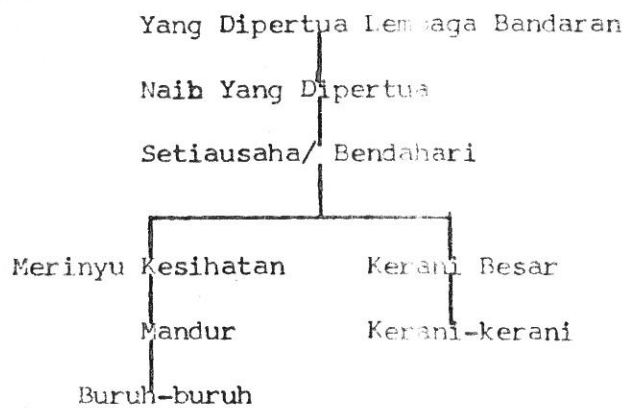 Yang Dipertua Lembaga Bandaran
Naib Yang Dipertua
Setiausaha/ Bendahari
Merinyu Kesihatan Kerani Besar
Mandur Kerani-kerani
Buruh-buruh